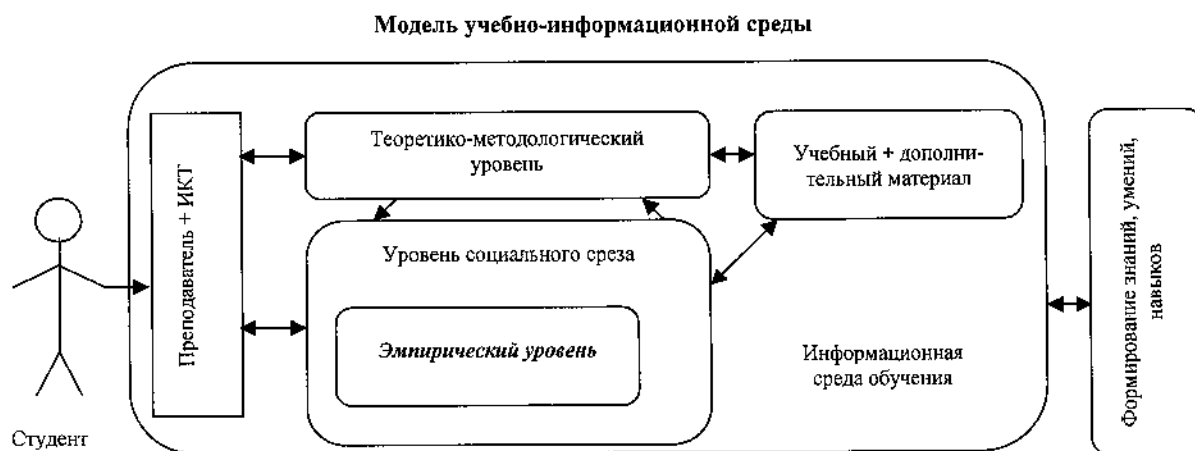 Модель учебно-информационной среды
Студент
Преподаватель + ИКТ
Теоретико-методологический
уровень
Учебный + дополни-
тельный материал
Уровень социального среза
Эмпирический уровень
Информационная
среда обучения
Формирование знаний, умений,
навыков